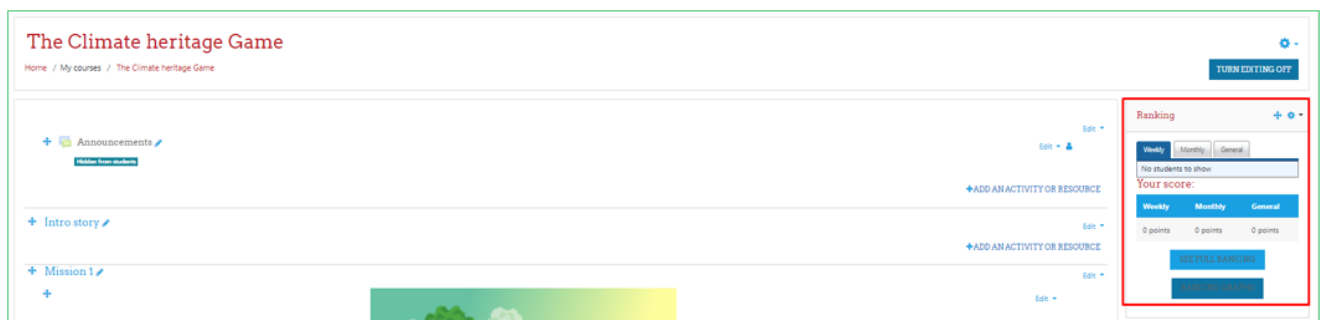 The Climate heritage Game
Home / My courses / The Climate heritage Game
TURN EDITING OFF
Edit
Announcements
Edit
Hidden from students
+ADD AN ACTIVITY OR RESOURCE
Intro story
Edit
+ADD AN ACTIVITY OR RESOURCE
Mission 1
Edit
Edit
Ranking
Weekly Monthly General
No students to show
Your score:
Weekly Monthly General
0 points 0 points 0 points
SEE FULL RANKING
RANKING GRAPHS